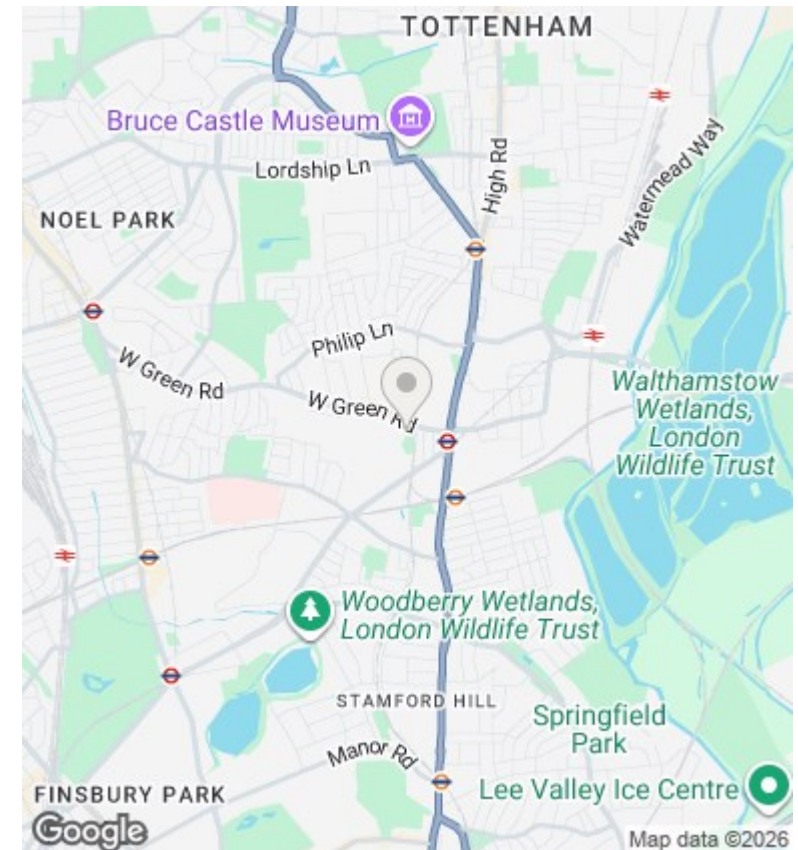 TOTTENHAM
Bruce Castle Museum
Lordship Ln
High Rd
Watermead Way
NOEL PARK
Philip Ln
W Green Rd
W Green Rd
Walthamstow
Wetlands,
London
Wildlife Trust
Woodberry Wetlands,
London Wildlife Trust
STAMFORD HILL
Springfield
Park
Manor Rd
Lee Valley Ice Centre
FINSBURY PARK
Google
Map data ©2026